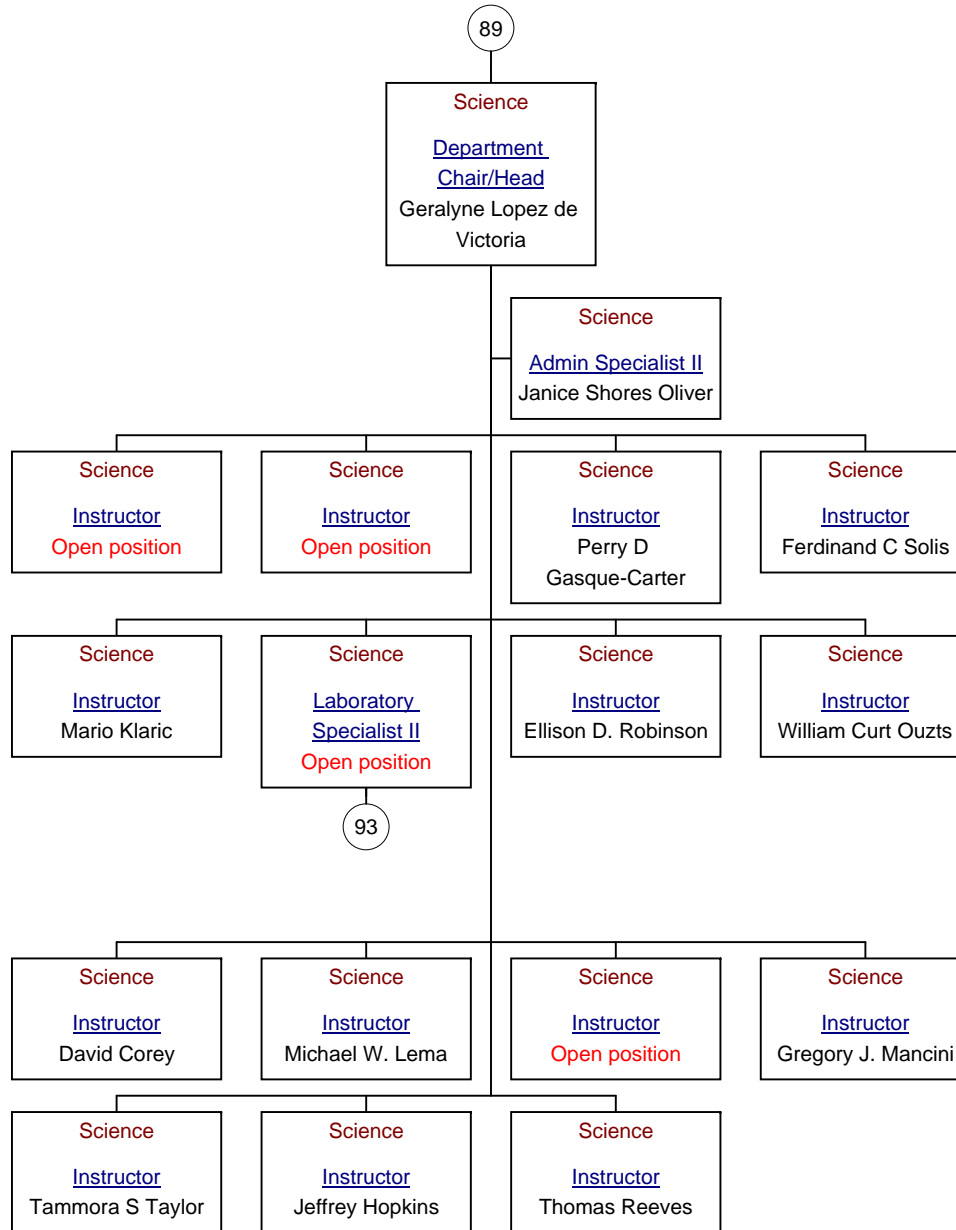 89
Science
Department
Chair/Head
Geralyne Lopez de
Victoria
Science
Admin Specialist II
Janice Shores Oliver
Science
Instructor
Open position
Science
Instructor
Open position
Science
Instructor
Perry D
Gasque-Carter
Science
Instructor
Ferdinand C Solis
Science
Instructor
Mario Klaric
Science
Laboratory
Specialist II
Open position
93
Science
Instructor
Ellison D. Robinson
Science
Instructor
William Curt Ouzts
Science
Instructor
David Corey
Science
Instructor
Michael W. Lema
Science
Instructor
Open position
Science
Instructor
Gregory J. Mancini
Science
Instructor
Tammora S Taylor
Science
Instructor
Jeffrey Hopkins
Science
Instructor
Thomas Reeves